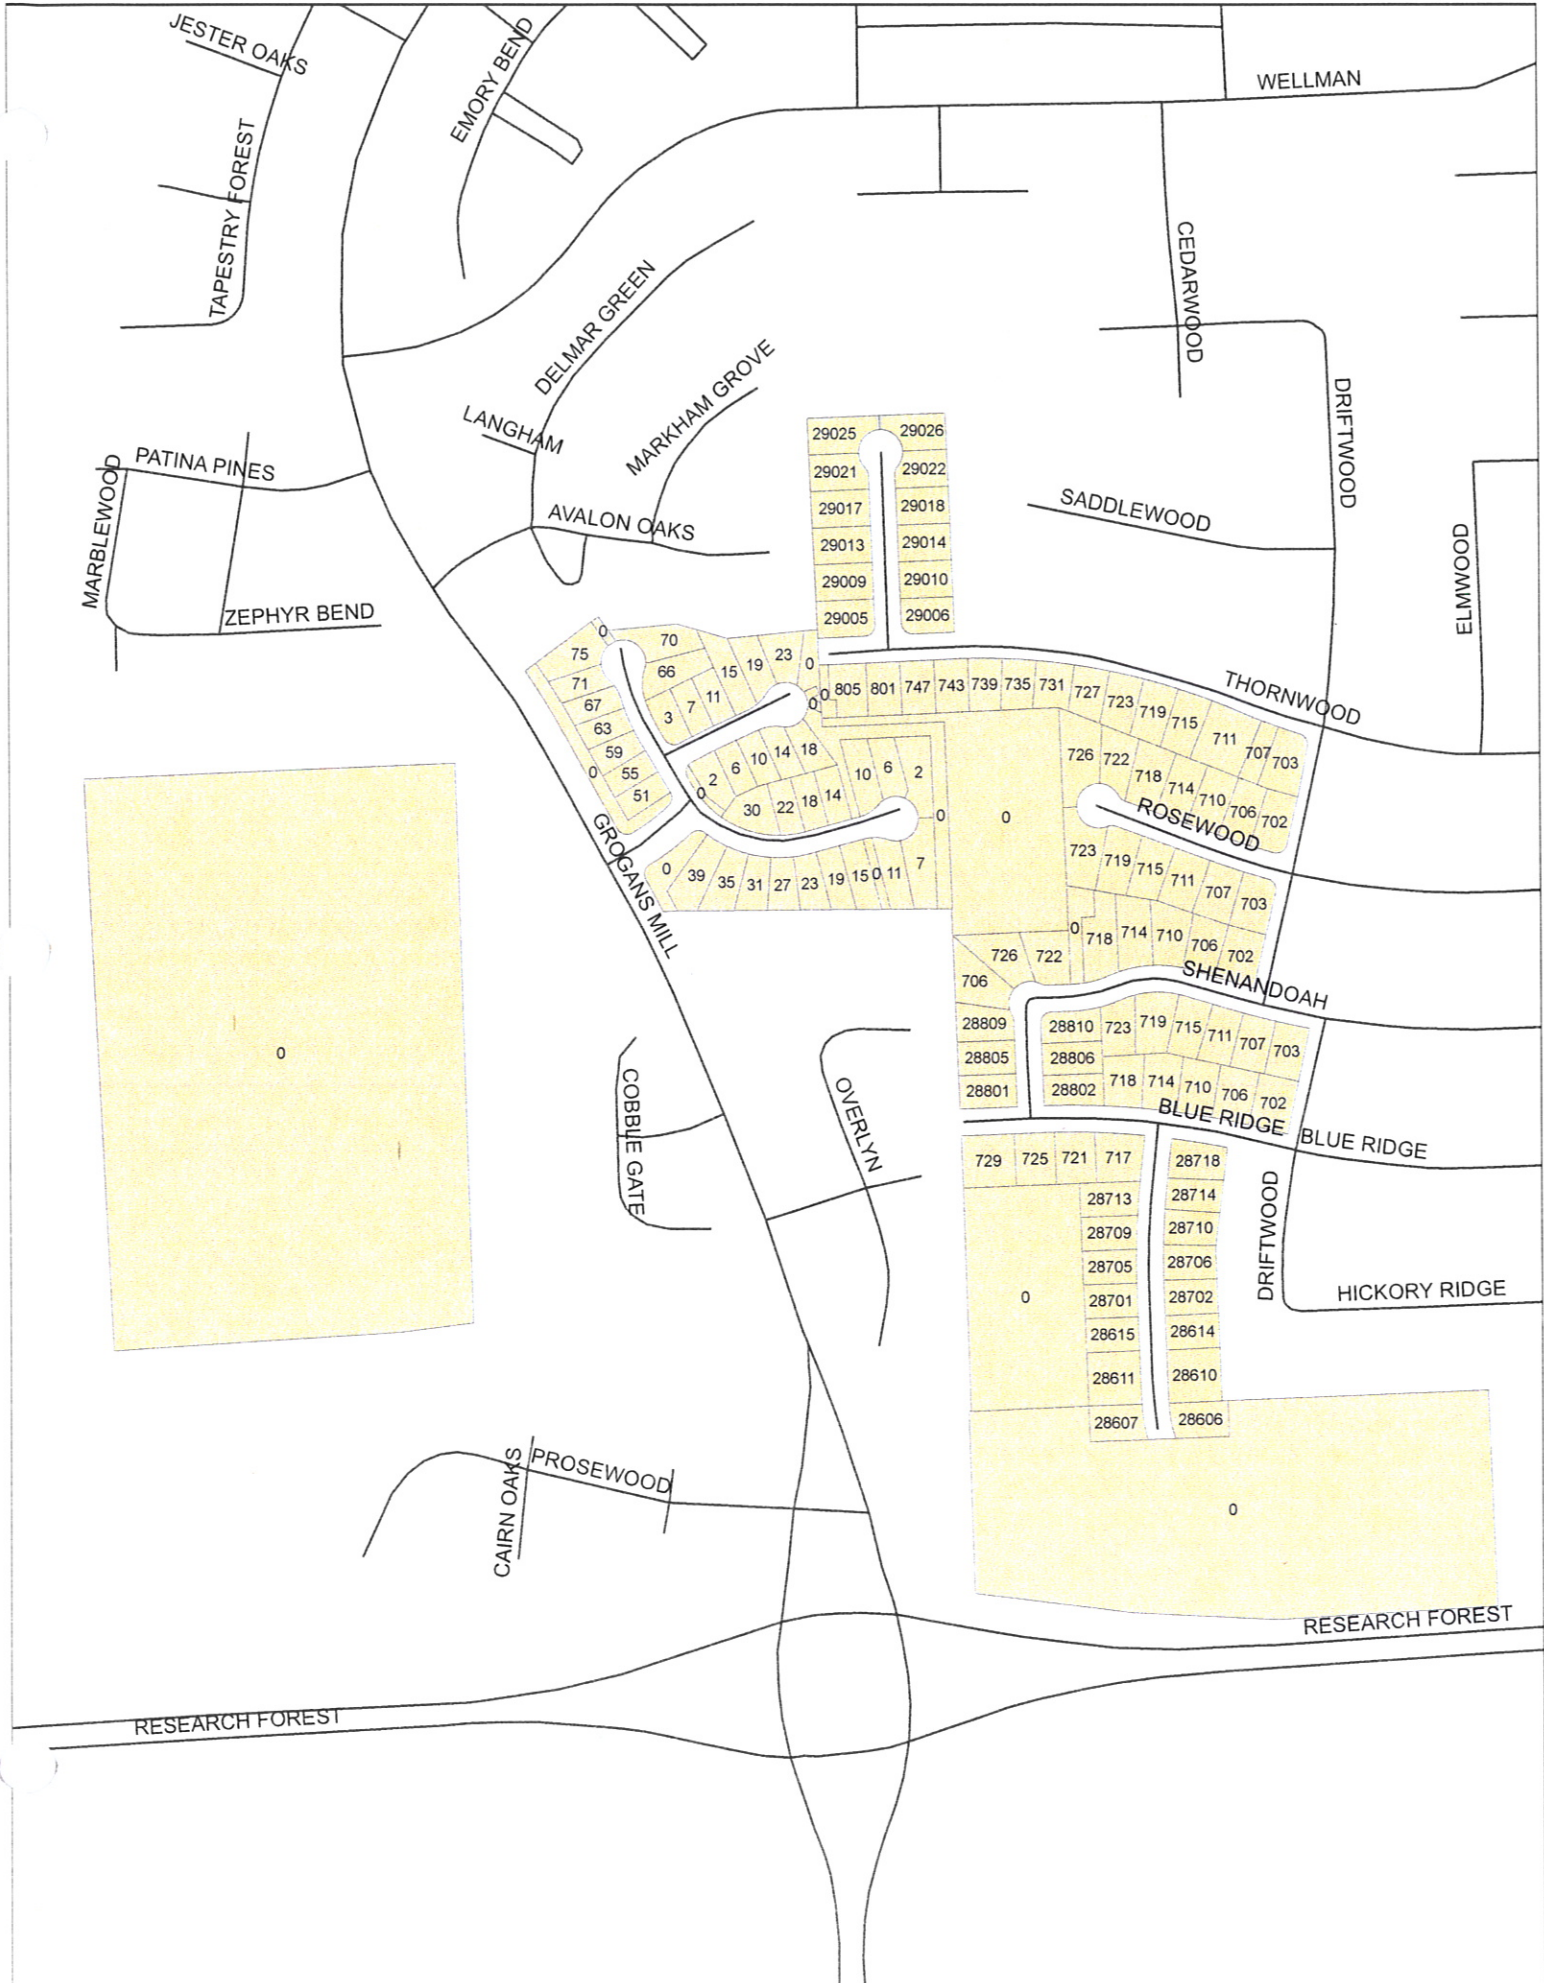 JESTER OAKS
EMORY BEND
WELLMAN
TAPESTRY FOREST
CEDARWOOD
DELMAR GREEN
MARKHAM GROVE
LANGHAM
DRIFTWOOD
PATINA PINES
MARBLEWOOD
AVALON OAKS
SADDLEWOOD
ELMWOOD
ZEPHYR BEND
29025 29026
29021 29022
29017 29018
29013 29014
29009 29010
29005 29006
THORNWOOD
0 70
75 66
71
67
63
59
0 55
51
3 7 11 15 19 23 0
0 0 805 801 747 743 739 735 731 727 723 719 715 711 707 703
0 2 6 10 14 18
30 22 18 14
10 6 2
0
0
726 722 718 714 710 706 702
ROSEWOOD
GROGANS MILL
0 39 35 31 27 23 19 15 0 11 7
723 719 715 711 707 703
0 718 714 710 706 702
726 722
706
SHENANDOAH
28809 28810 723 719 715 711 707 703
28805 28806
28801 28802 718 714 710 706 702
BLUE RIDGE BLUE RIDGE
0
COBBLE GATE
OVERLYN
729 725 721 717 28718
28713 28714
28709 28710
28705 28706
0 28701 28702
28615 28614
28611 28610
28607 28606
DRIFTWOOD
HICKORY RIDGE
CAIRN OAKS
PROSEWOOD
0
RESEARCH FOREST
RESEARCH FOREST